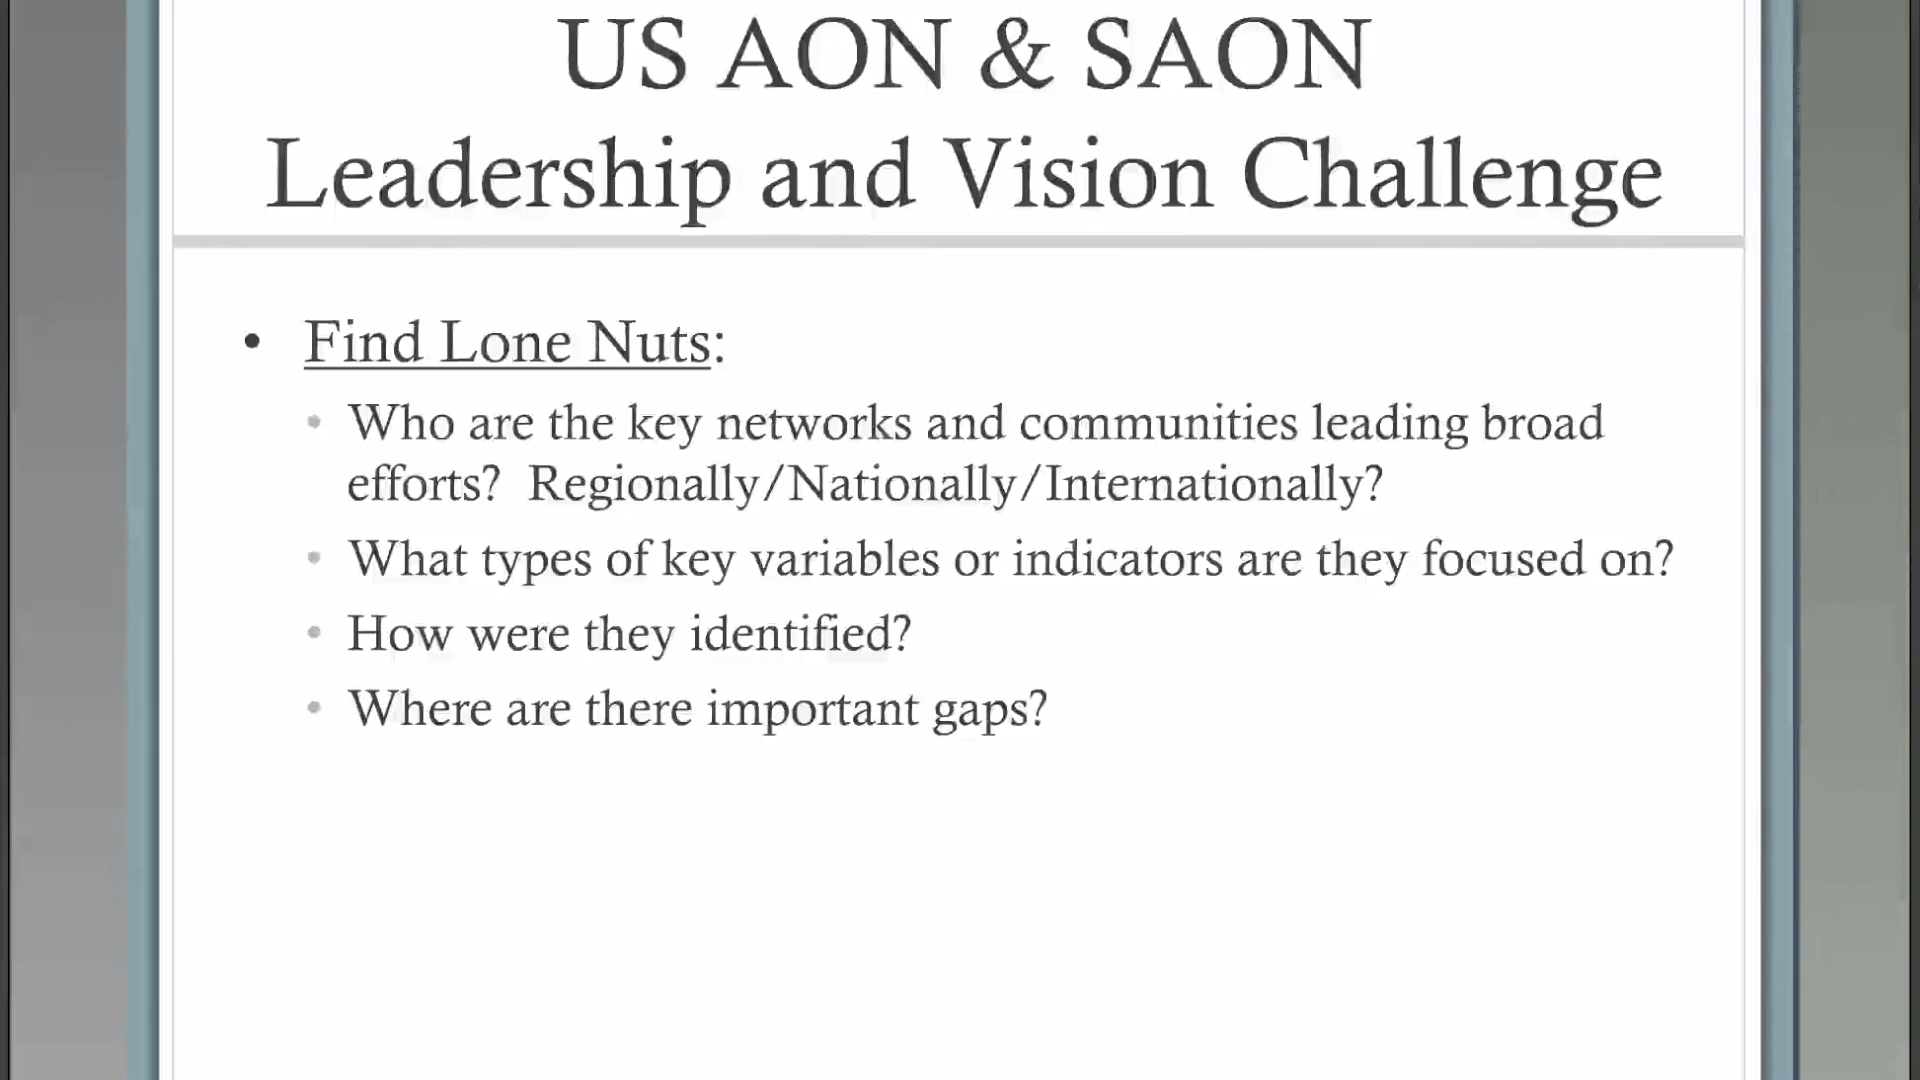 US AON & SAON
Leadership and Vision Challenge
• Find Lone Nuts:
• Who are the key networks and communities leading broad
efforts? Regionally/Nationally/Internationally?
• What types of key variables or indicators are they focused on?
• How were they identified?
• Where are there important gaps?